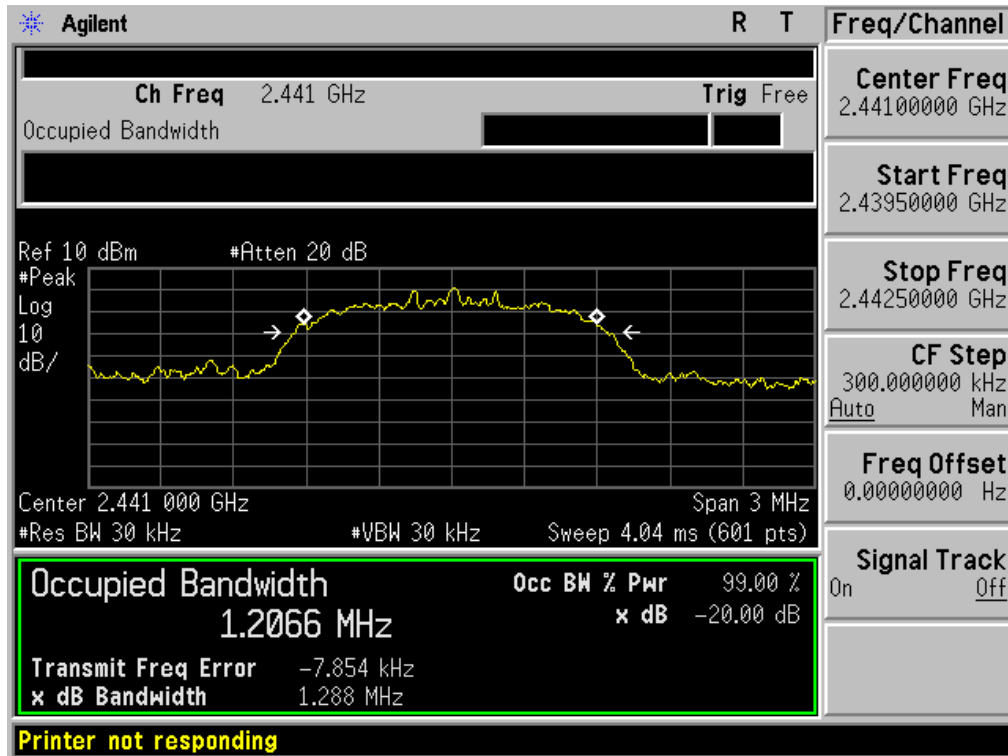 Agilent R T Freq/Channel
Ch Freq 2.441 GHz Trig Free
Occupied Bandwidth
Center Freq
2.44100000 GHz
Start Freq
2.43950000 GHz
Stop Freq
2.44250000 GHz
CF Step
300.000000 kHz
Auto Man
Freq Offset
0.00000000 Hz
Signal Track
On Off
Ref 10 dBm #Atten 20 dB
#Peak
Log
10
dB/
Center 2.441 000 GHz Span 3 MHz
#Res BW 30 kHz #VBW 30 kHz Sweep 4.04 ms (601 pts)
Occupied Bandwidth Occ BW % Pwr 99.00 %
1.2066 MHz x dB -20.00 dB
Transmit Freq Error -7.854 kHz
x dB Bandwidth 1.288 MHz
Printer not responding